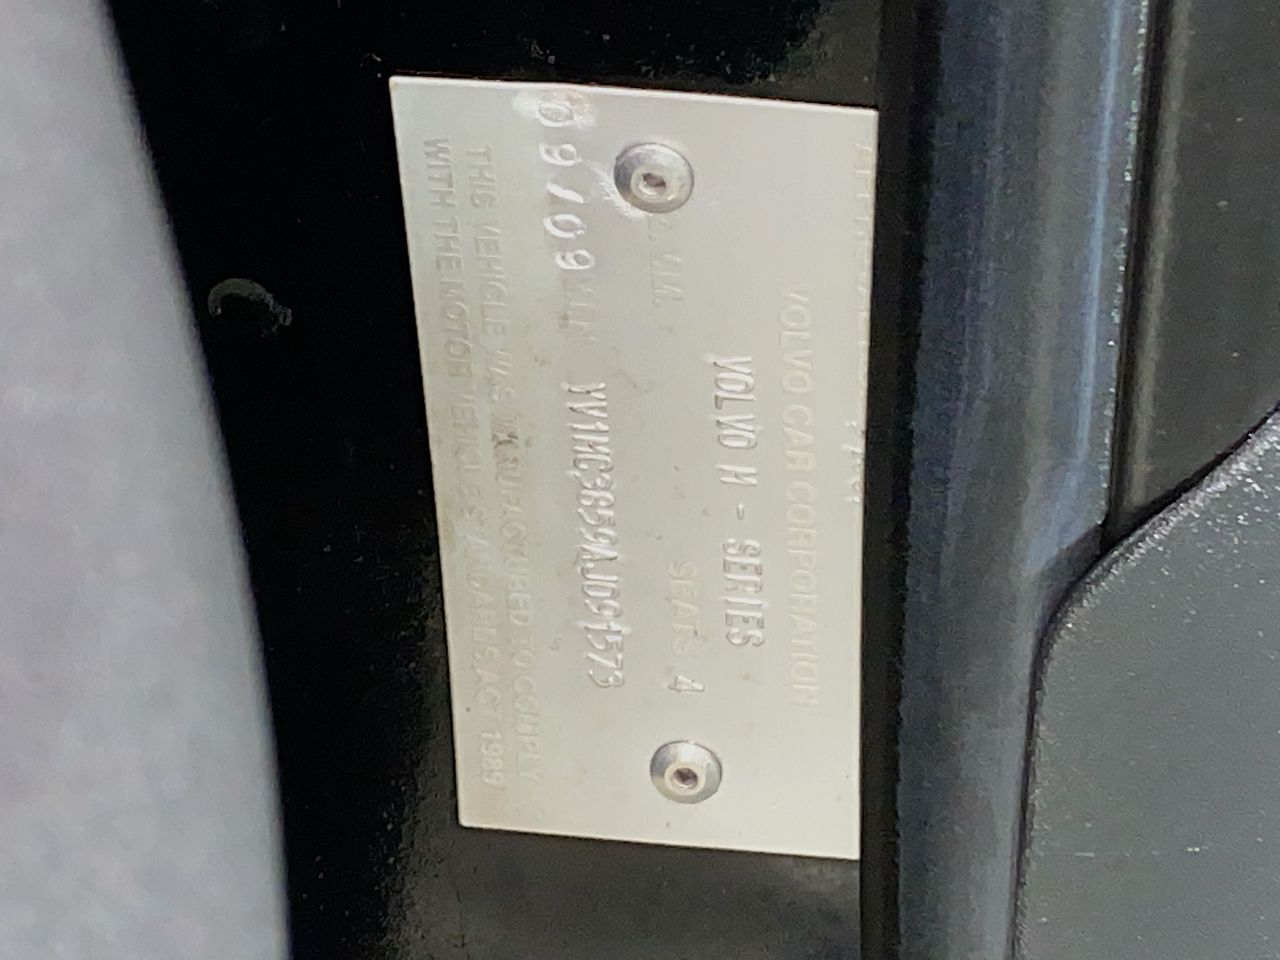 VOLVO CAR CORPORATION
VOLVO M - SERIES
SEATS 4
09/09 VIN YV1MC3859AJ091573
THIS VEHICLE WAS MANUFACTURED TO COMPLY
WITH THE MOTOR VEHICLE STANDARDS ACT 1989